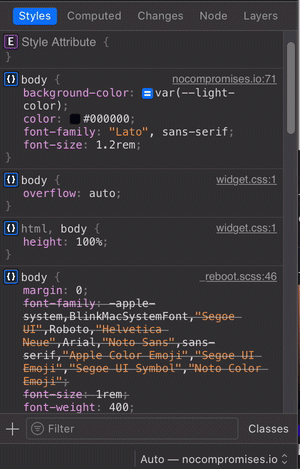 Styles Computed Changes Node Layers
E Style Attribute {
}
body { nocompromises.io:71
background-color: var(--light-
color);
color: #000000;
font-family: "Lato", sans-serif;
font-size: 1.2rem;
}
body { widget.css:1
overflow: auto;
}
html, body { widget.css:1
height: 100%;
}
body { _reboot.scss:46
margin: 0;
font-family: -apple-
system,BlinkMacSystemFont,"Segoe
UI",Roboto,"Helvetica
Neue",Arial,"Noto Sans",sans-
serif,"Apple Color Emoji","Segoe UI
Emoji","Segoe UI Symbol","Noto Color
Emoji";
font-size: 1rem;
font-weight: 400;
Filter Classes
Auto — nocompromises.io